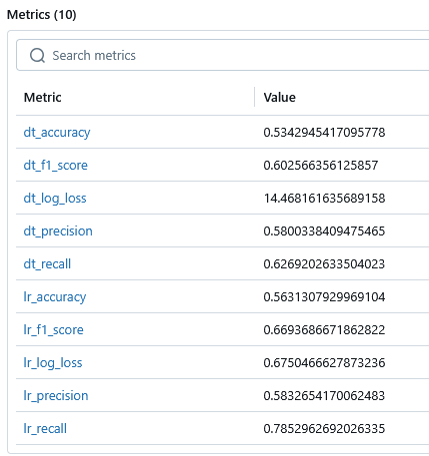 Metrics (10)
Search metrics
Metric Value
dt_accuracy 0.5342945417095778
dt_f1_score 0.602566356125857
dt_log_loss 14.468161635689158
dt_precision 0.5800338409475465
dt_recall 0.6269202633504023
lr_accuracy 0.5631307929969104
lr_f1_score 0.6693686671862822
lr_log_loss 0.6750466627873236
lr_precision 0.5832654170062483
lr_recall 0.7852962692026335